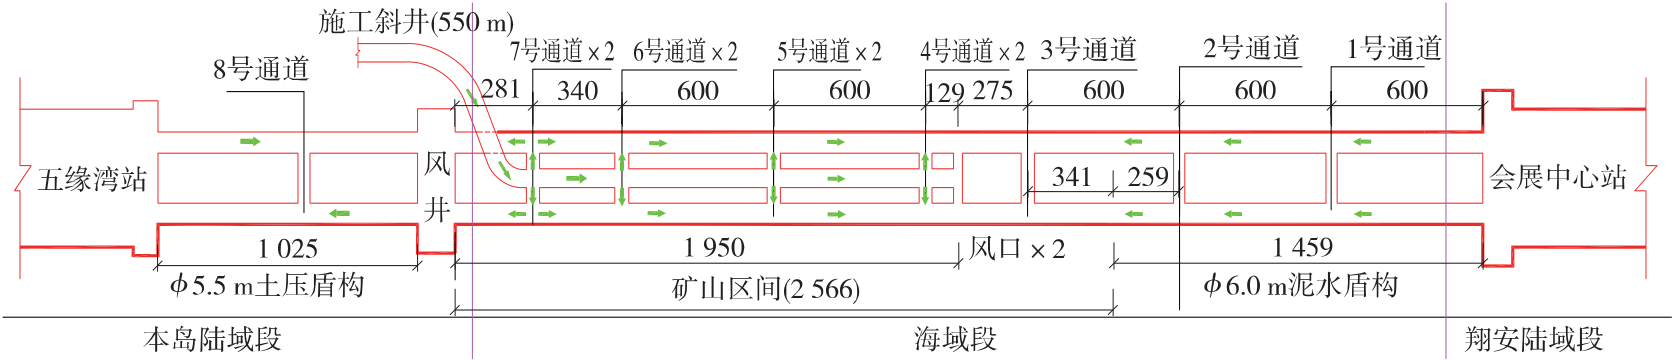 施工斜井(550 m)
8号通道
7号通道×2
6号通道×2
5号通道×2
4号通道×2
3号通道
2号通道
1号通道
281
340
600
600
129
275
600
600
600
五缘湾站
风井
341
259
会展中心站
1 025
1 950
风口×2
1 459
ϕ5.5 m土压盾构
矿山区间(2 566)
ϕ6.0 m泥水盾构
本岛陆域段
海域段
翔安陆域段